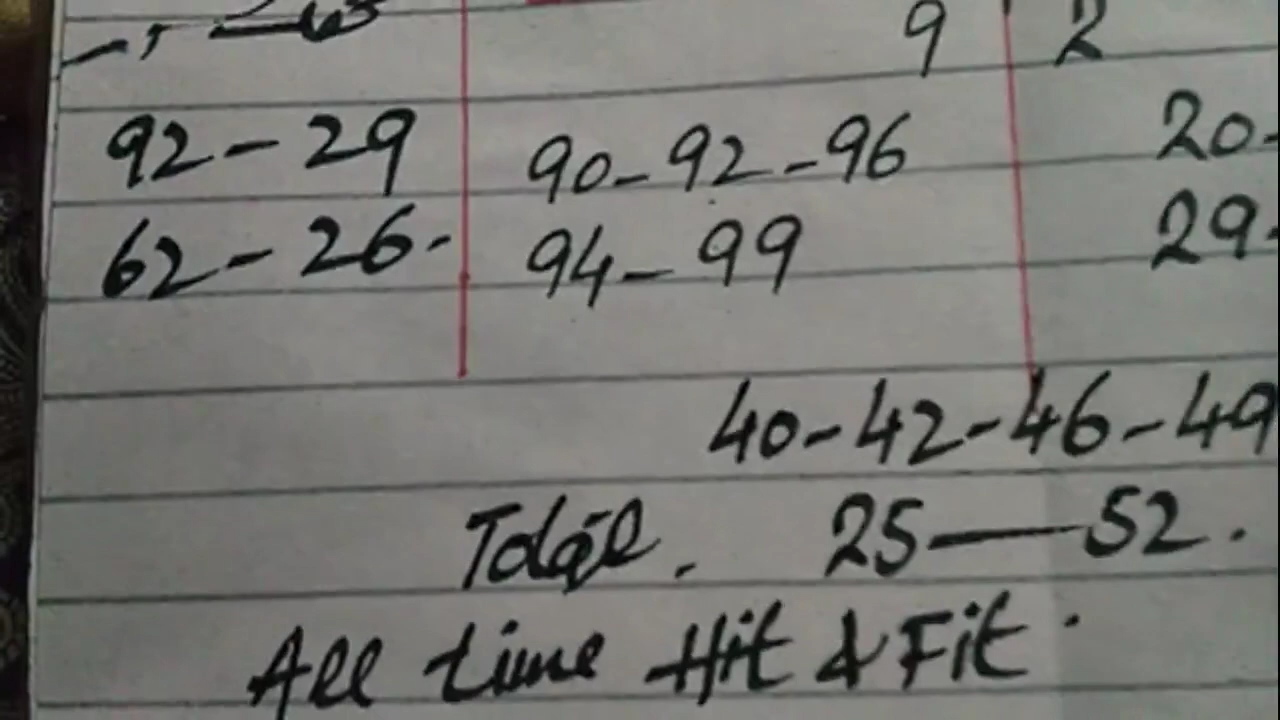 9 2
92-29 90-92-96 20-
62-26- 94-99 29-
40-42-46-49
25—52.
All time Hit & Fit.